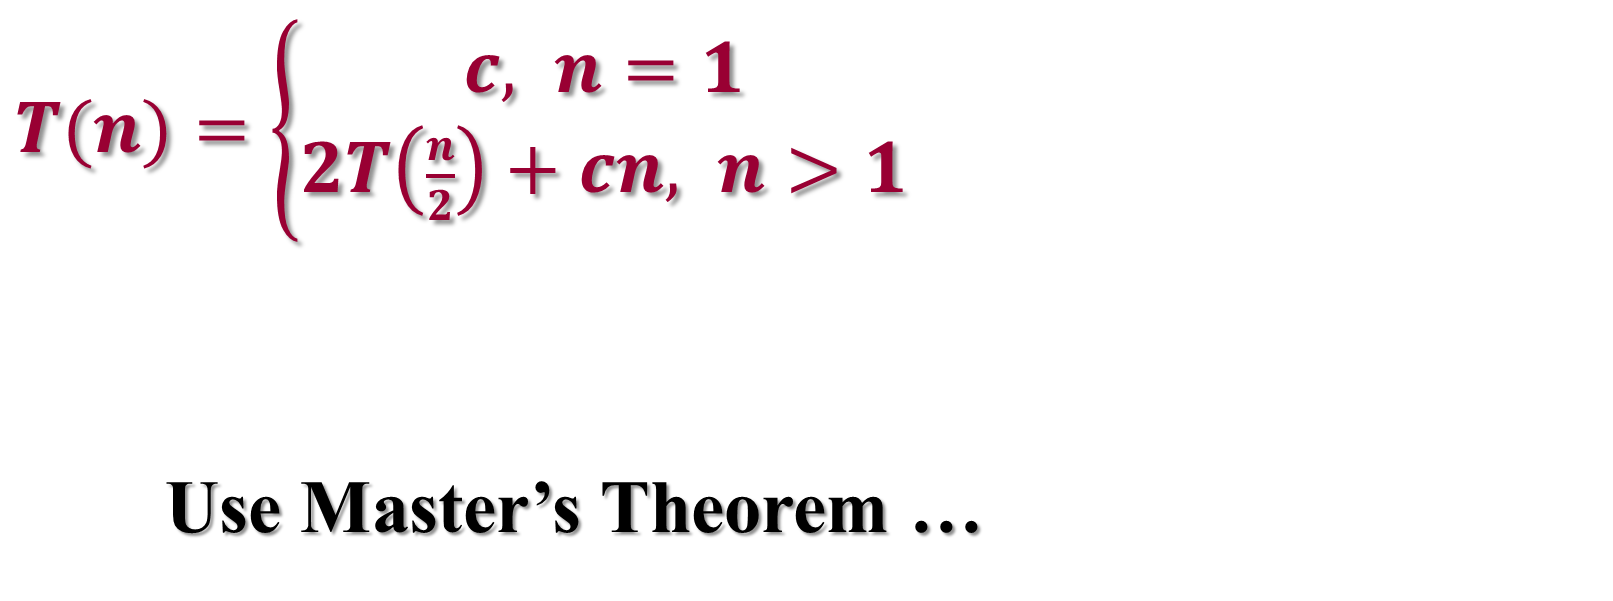 T(n) = { c, n = 1
2T(n/2) + cn, n > 1
Use Master’s Theorem …